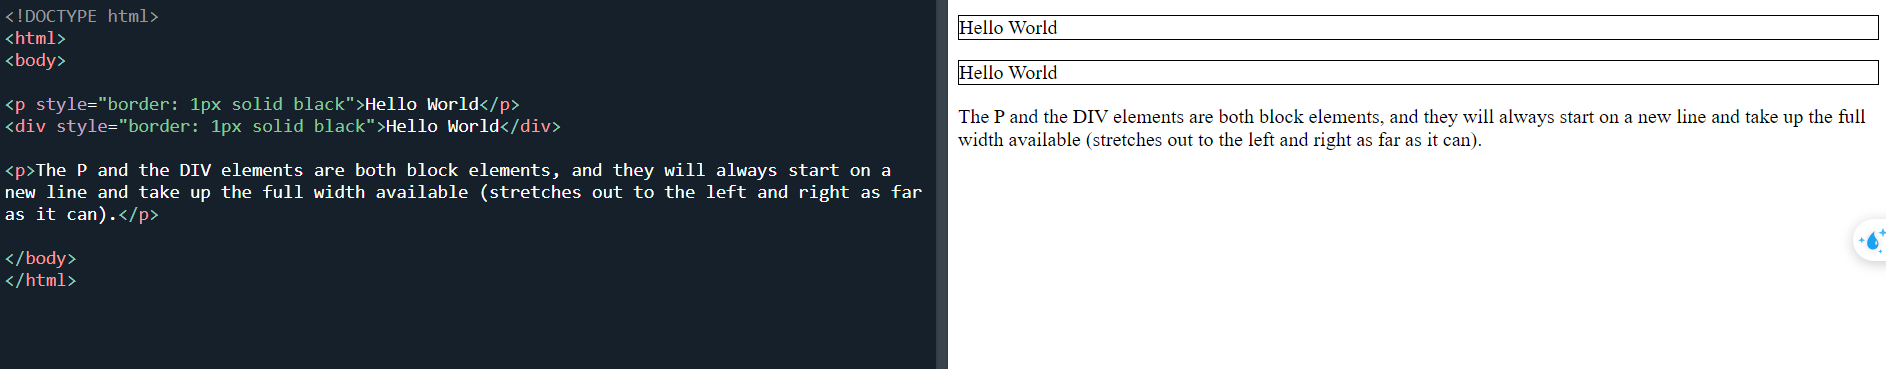 <!DOCTYPE html>
<html>
<body>
<p style="border: 1px solid black">Hello World</p>
<div style="border: 1px solid black">Hello World</div>
<p>The P and the DIV elements are both block elements, and they will always start on a
new line and take up the full width available (stretches out to the left and right as far
as it can).</p>
</body>
</html>
Hello World
Hello World
The P and the DIV elements are both block elements, and they will always start on a new line and take up the full
width available (stretches out to the left and right as far as it can).